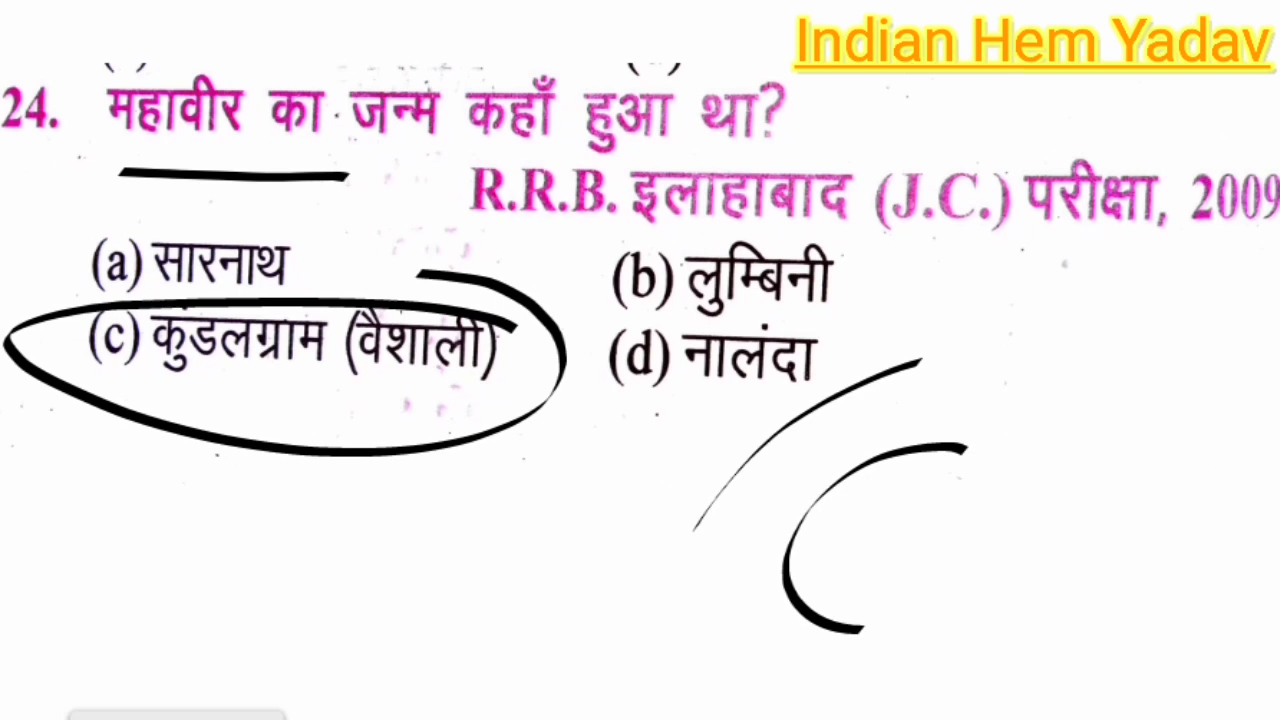 Indian Hem Yadav
24. महावीर का जन्म कहाँ हुआ था?
R.R.B. इलाहाबाद (J.C.) परीक्षा, 2009
(a) सारनाथ (b) लुम्बिनी
(c) कुंडलग्राम (वैशाली) (d) नालंदा